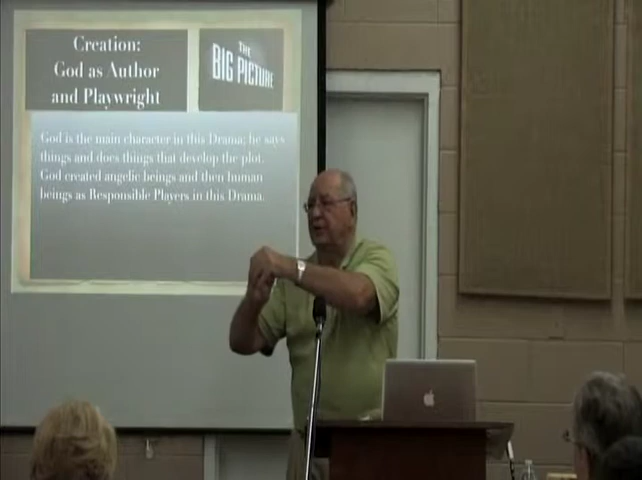 Creation:
God as Author
and Playwright
THE
BIG PICTURE
God is the main character in this Drama; he says
things and does things that develop the plot.
God created angelic beings and then human
beings as Responsible Players in this Drama.